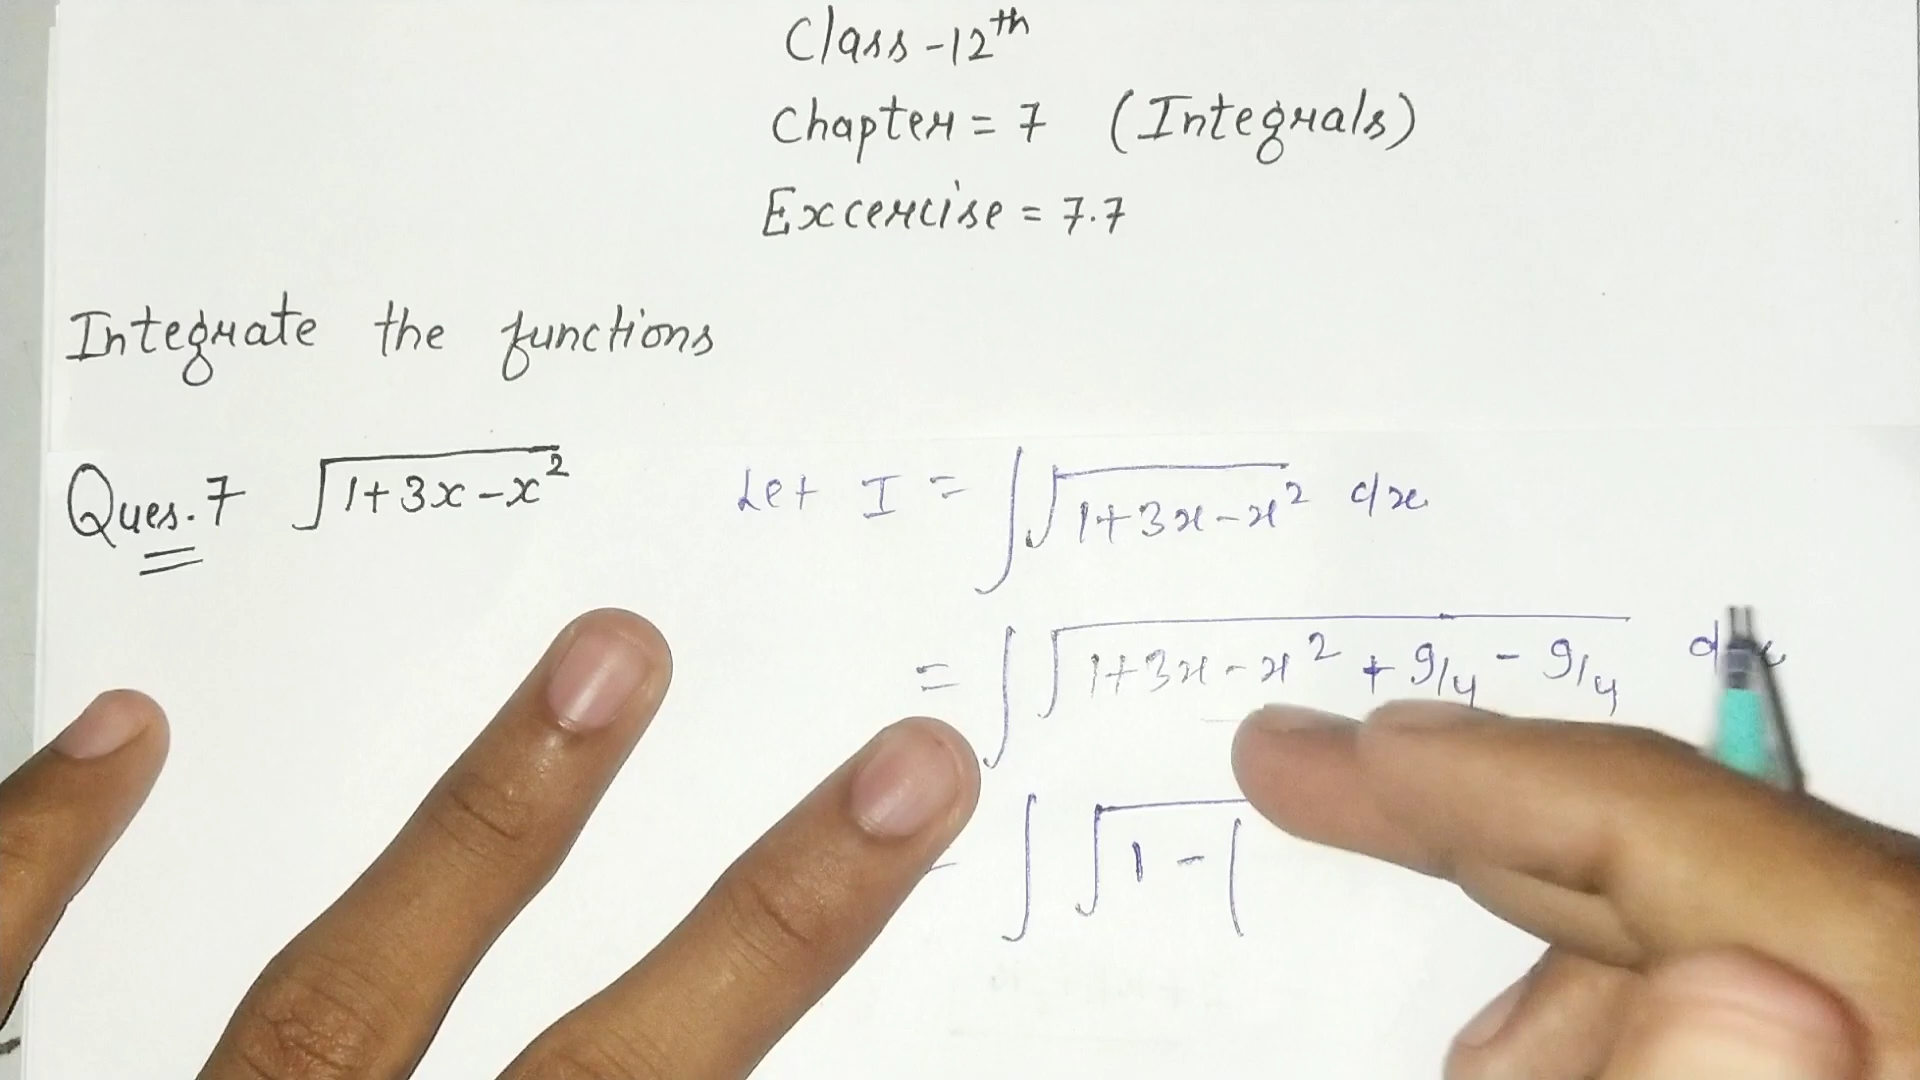 Class-12th
Chapter = 7 (Integrals)
Excercise = 7.7
Integrate the functions
Ques.7 √1+3x-x² Let I = ∫√1+3x-x² dx
= ∫√1+3x-x²+9/4-9/4 dx
= ∫√1-(